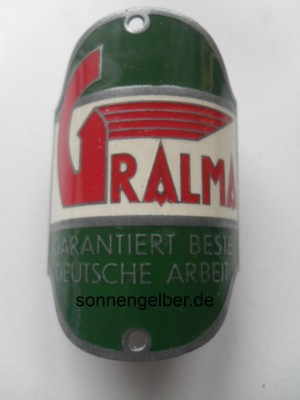 GRALMA
GARANTIERT BESTE
DEUTSCHE ARBEIT
sonnengelber.de